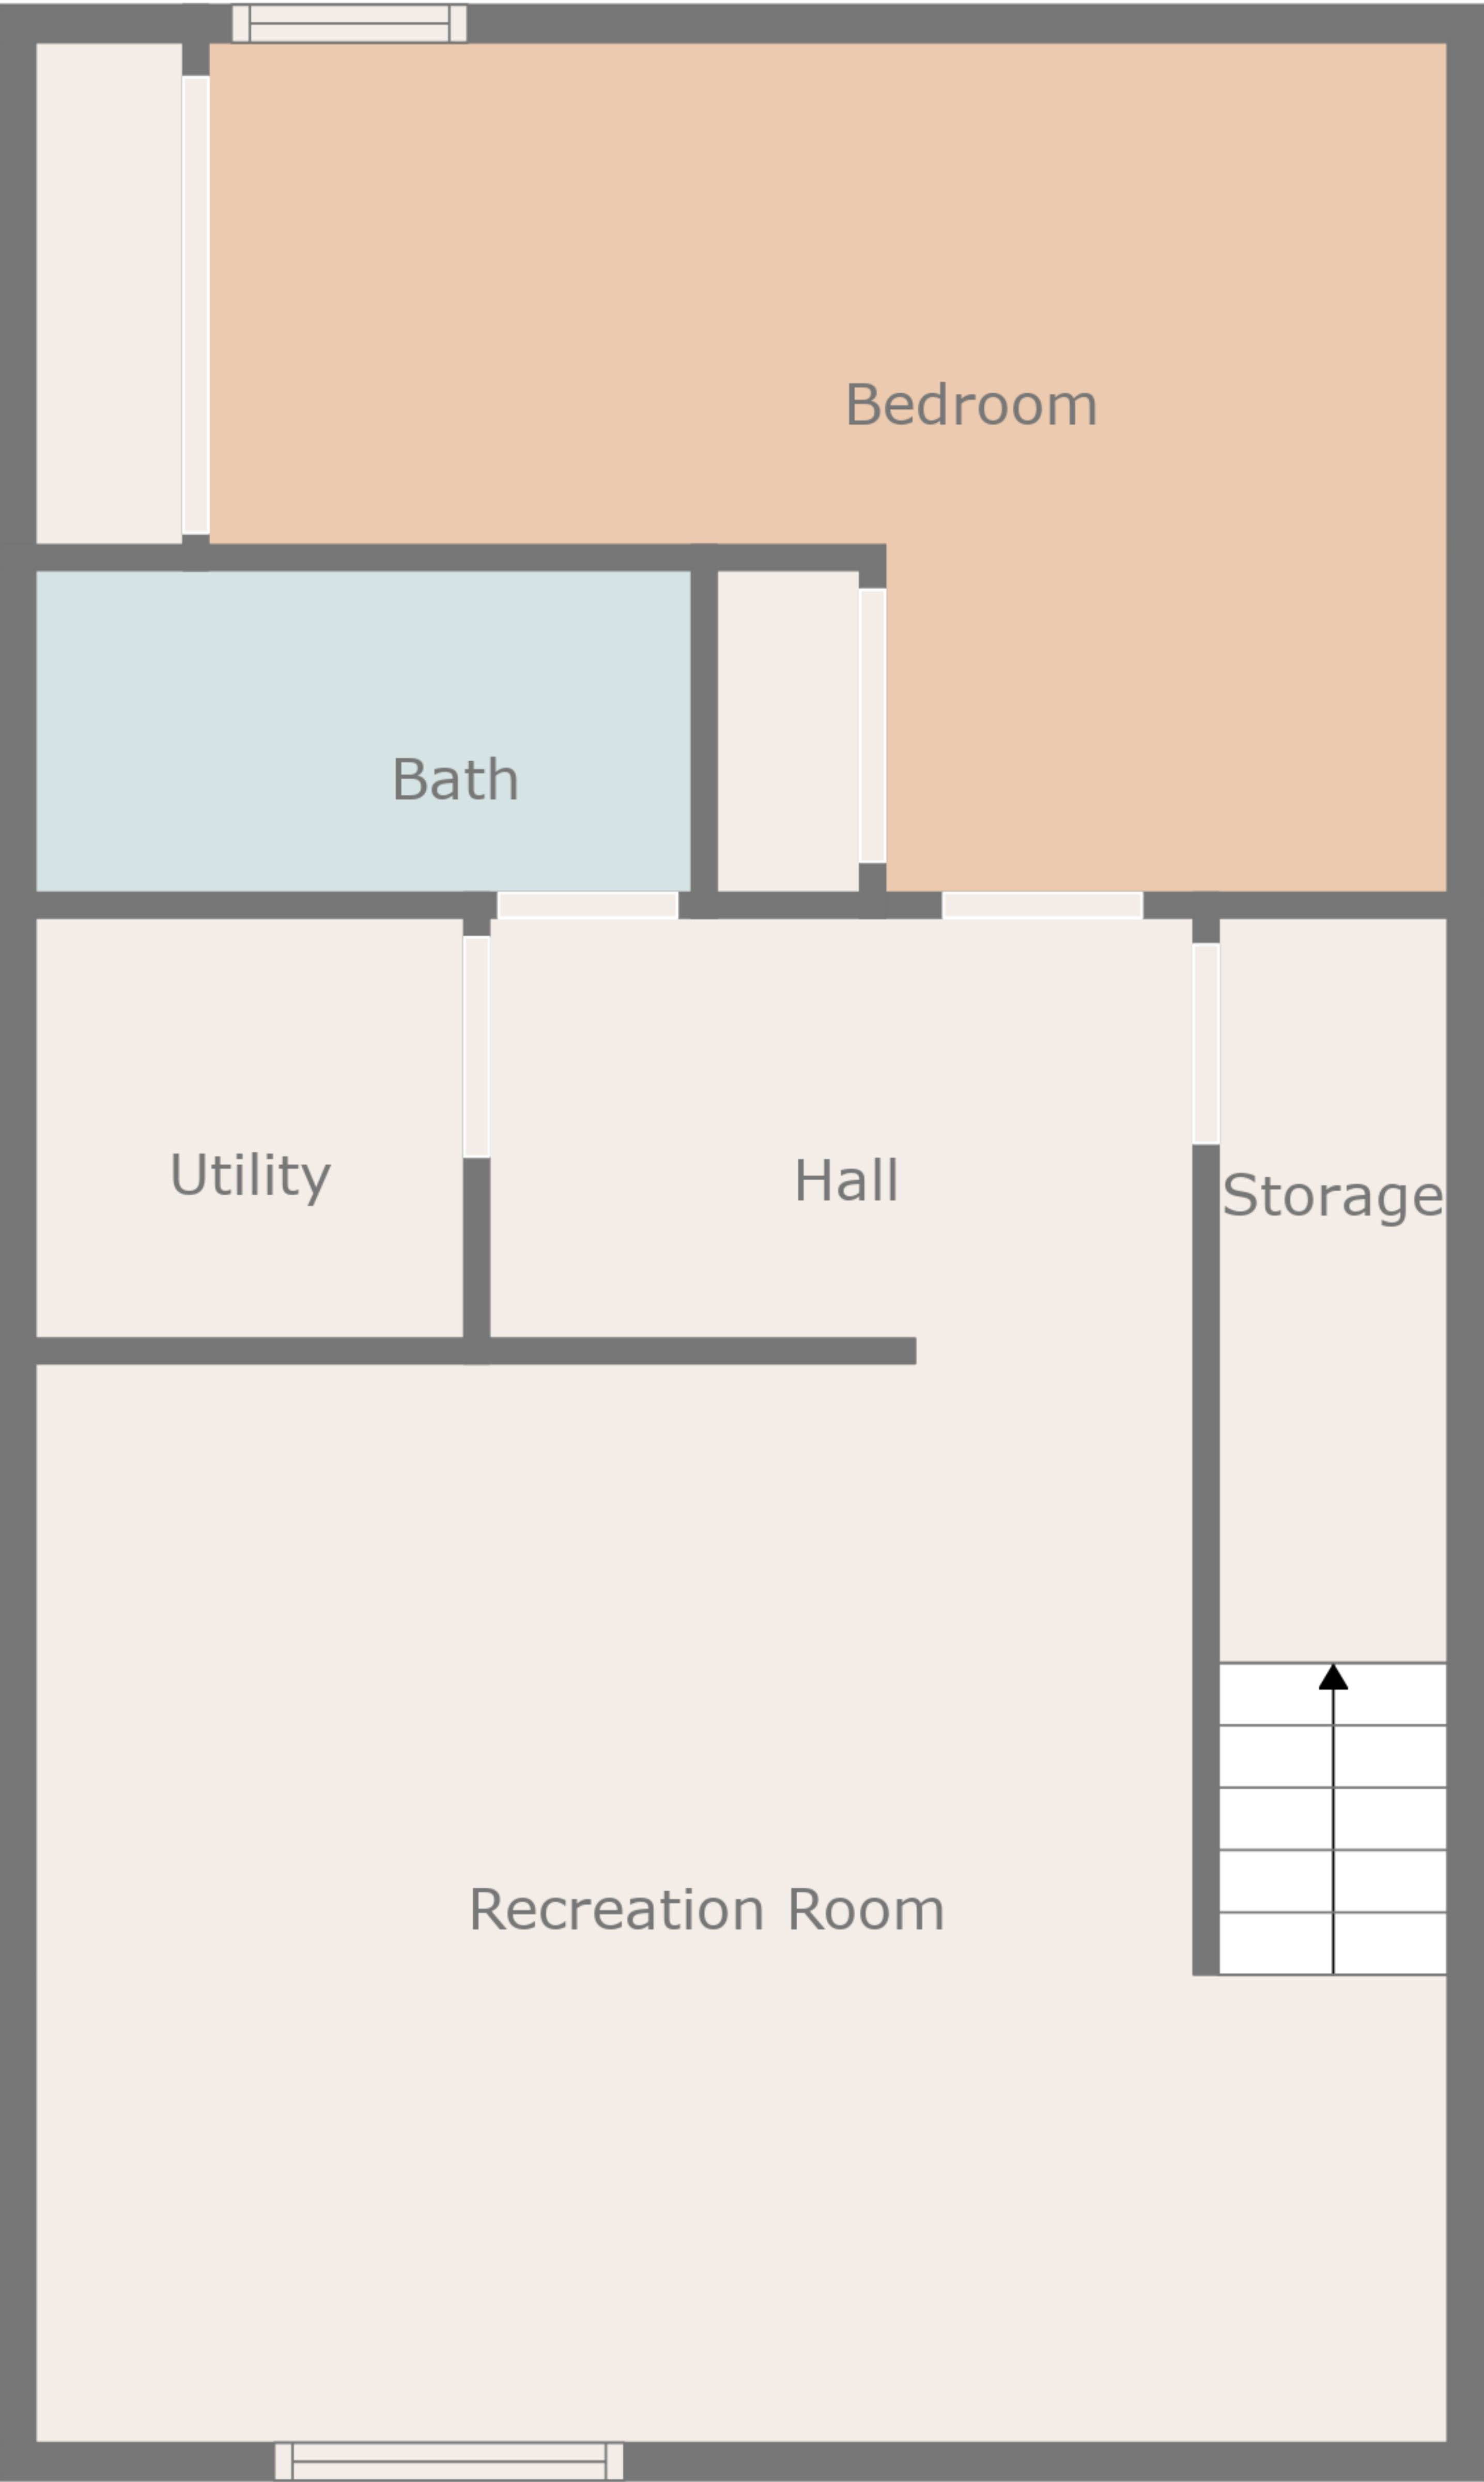 Bedroom
Bath
Utility
Hall
Storage
Recreation Room